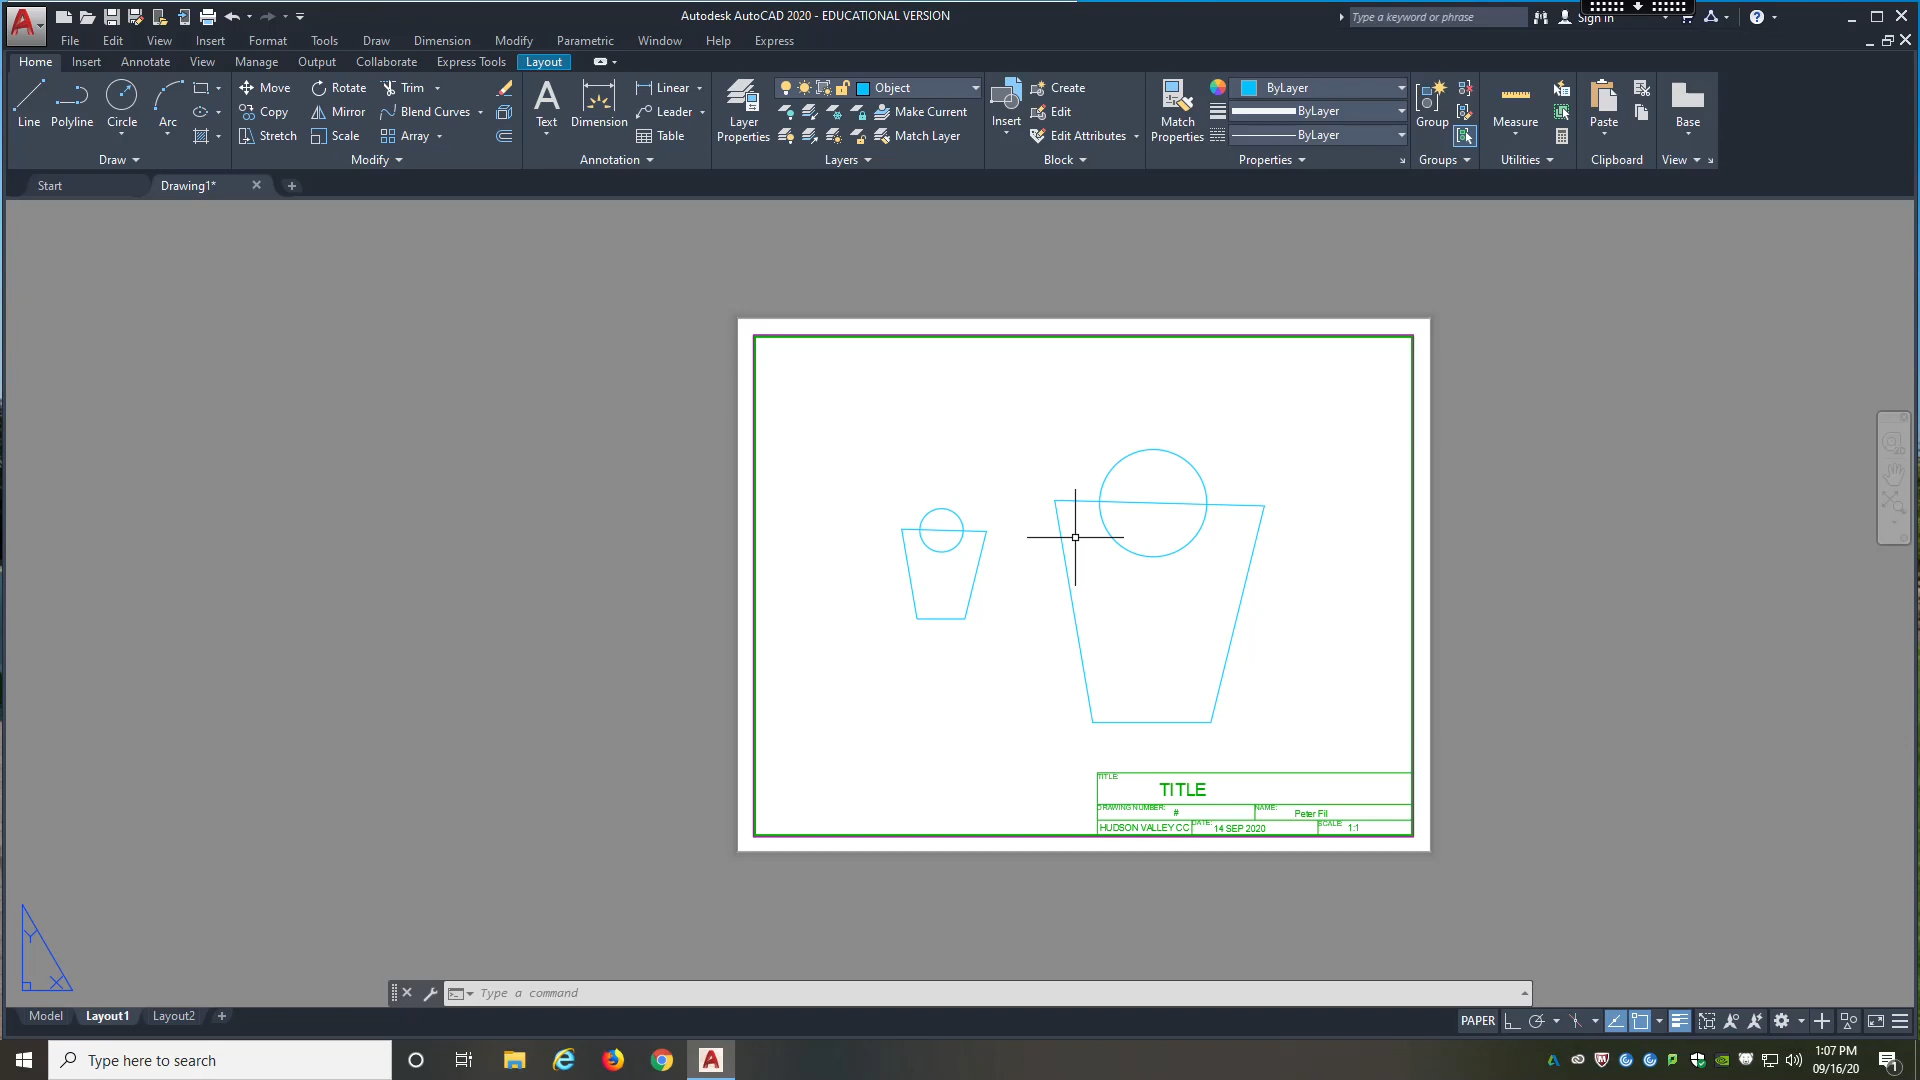 Autodesk AutoCAD 2020 - EDUCATIONAL VERSION
Type a keyword or phrase
Sign In
File Edit View Insert Format Tools Draw Dimension Modify Parametric Window Help Express
Home Insert Annotate View Manage Output Collaborate Express Tools Layout
Line Polyline Circle Arc
Move Rotate Trim
Copy Mirror Blend Curves
Stretch Scale Array
Text Dimension
Linear
Leader
Table
Layer Properties
Object
Make Current
Match Layer
Insert
Create
Edit
Edit Attributes
Match Properties
ByLayer
ByLayer
ByLayer
Group Measure Paste Base
Draw Modify Annotation Layers Block Properties Groups Utilities Clipboard View
Start Drawing1*
TITLE:
TITLE
DRAWING NUMBER: # NAME: Peter Fil
HUDSON VALLEY CC DATE: 14 SEP 2020 SCALE: 1:1
Y
X
Type a command
Model Layout1 Layout2
PAPER
Type here to search
1:07 PM
09/16/20
1